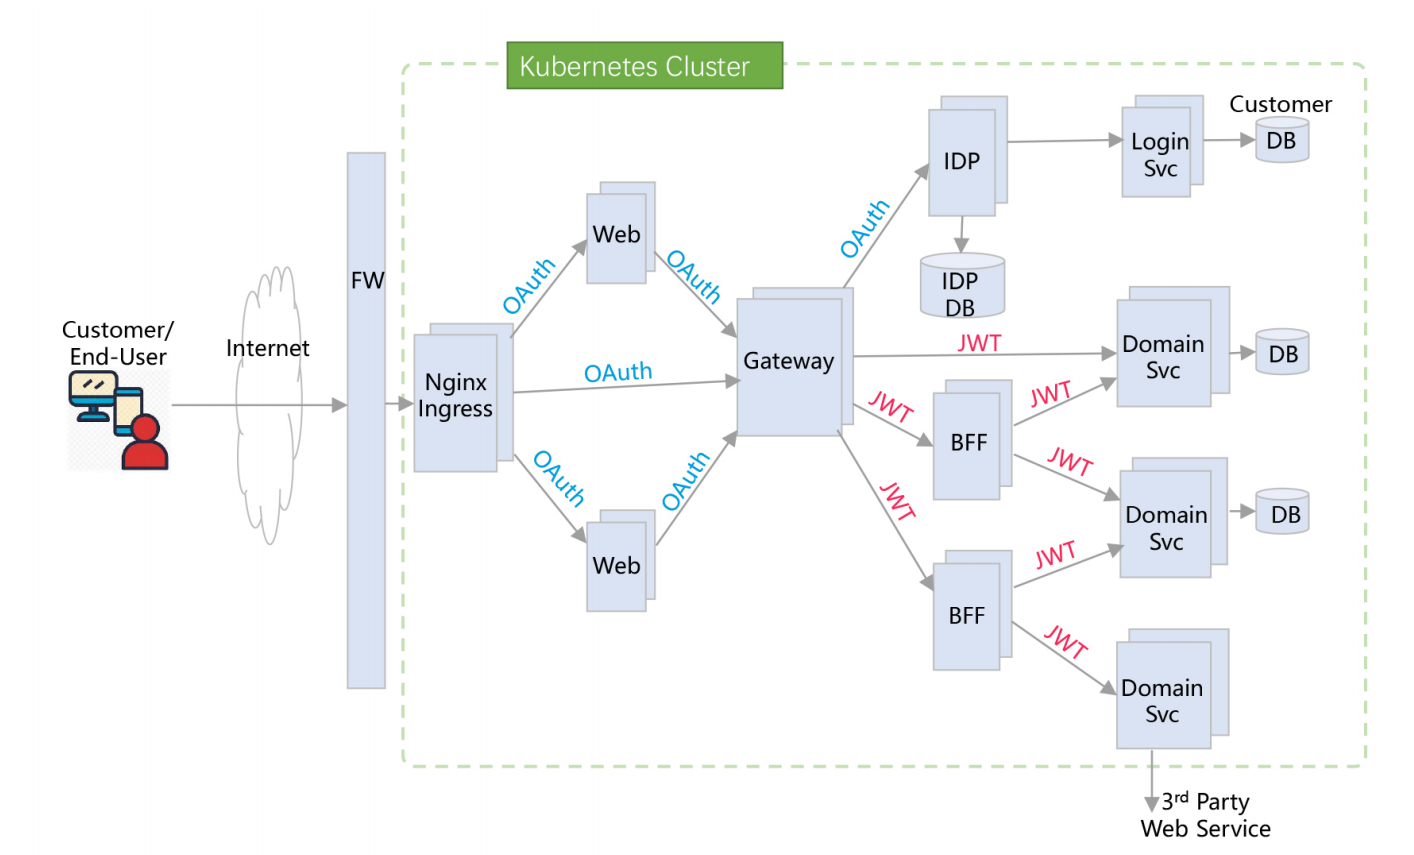 Kubernetes Cluster
Customer/
End-User
Internet
FW
Nginx
Ingress
OAuth
OAuth
OAuth
Web
Web
OAuth
OAuth
Gateway
OAuth
JWT
JWT
JWT
IDP
IDP
DB
BFF
BFF
JWT
JWT
JWT
JWT
Login
Svc
Customer
DB
Domain
Svc
DB
Domain
Svc
DB
Domain
Svc
3rd Party
Web Service